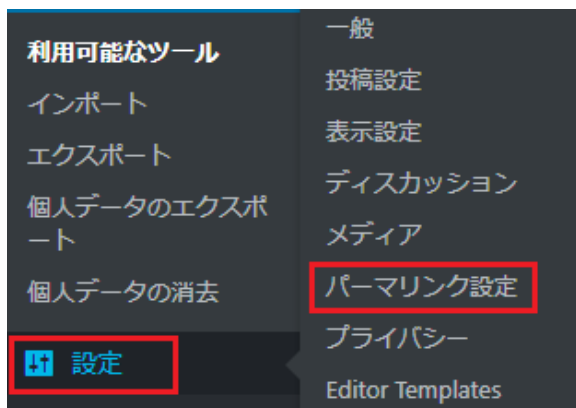 利用可能なツール
インポート
エクスポート
個人データのエクスポ
ート
個人データの消去
設定
一般
投稿設定
表示設定
ディスカッション
メディア
パーマリンク設定
プライバシー
Editor Templates